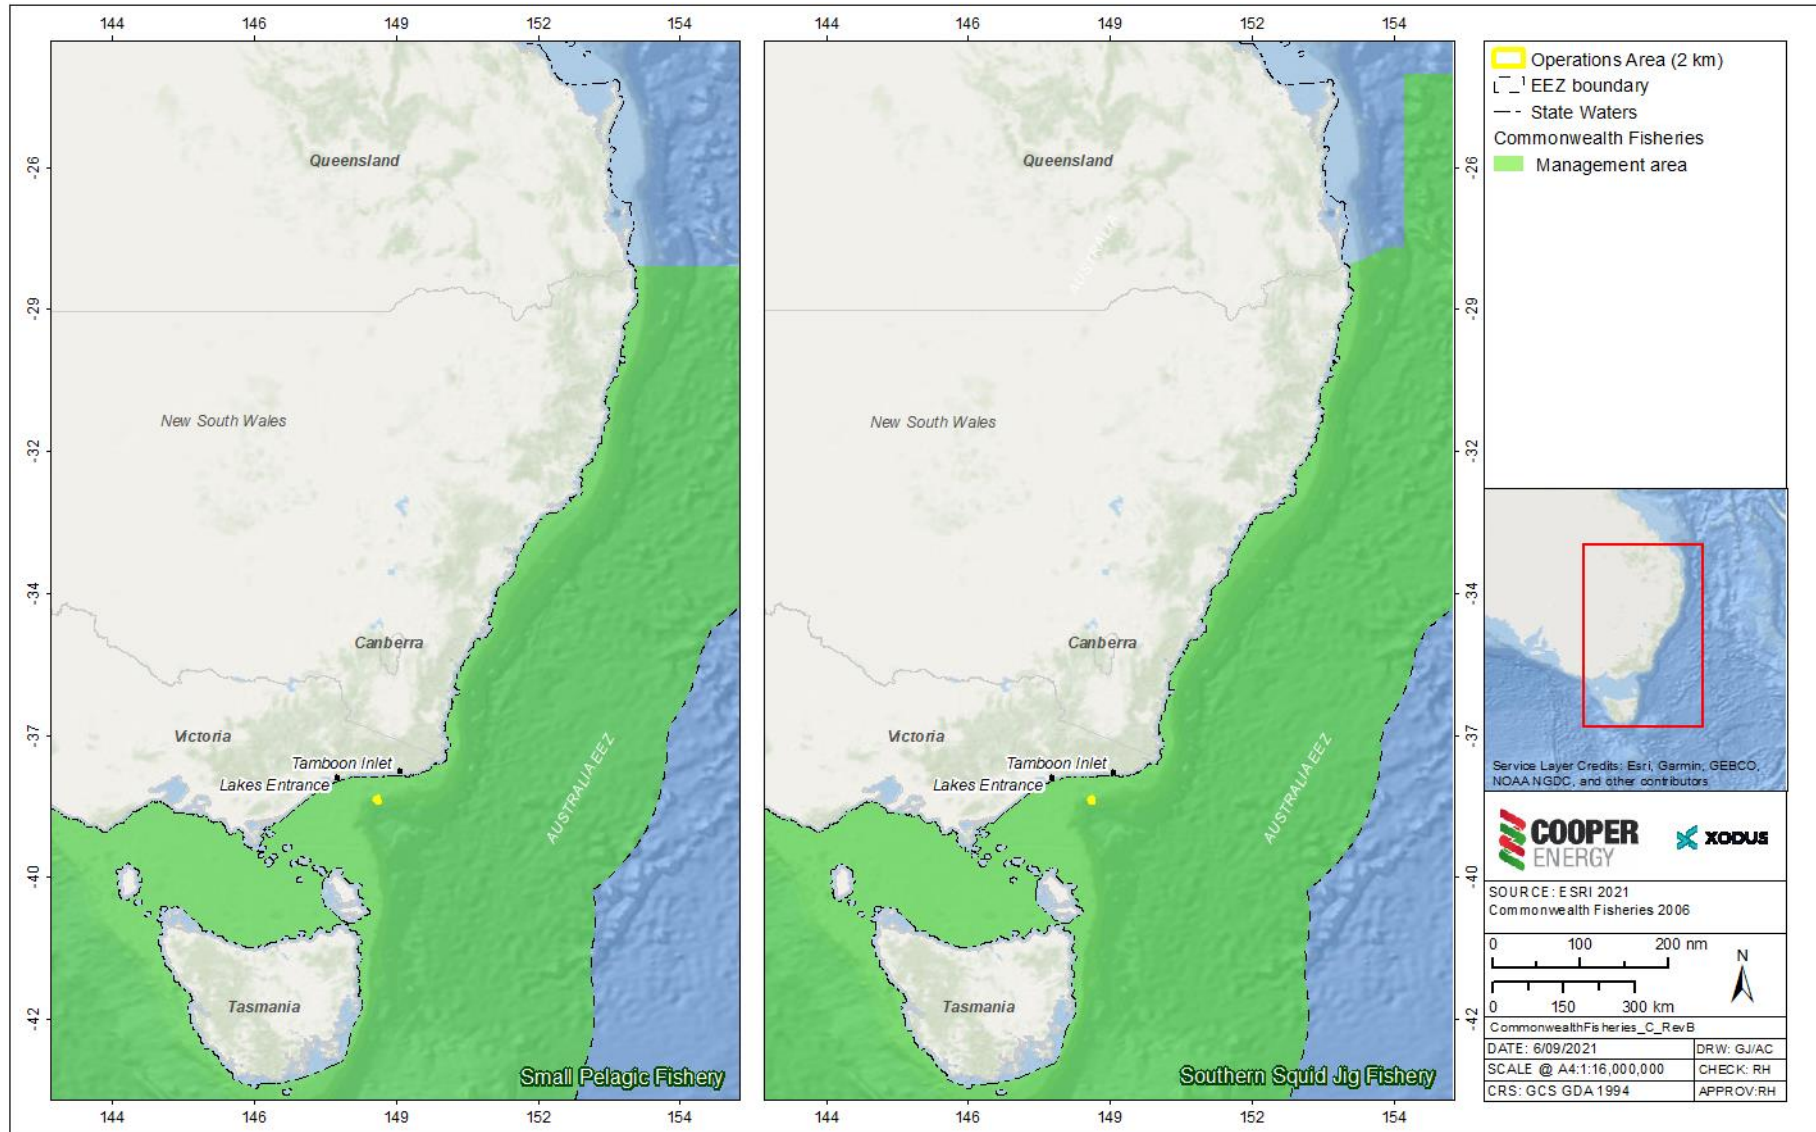 144 146 149 152 154
144 146 149 152 154
Operations Area (2 km)
EEZ boundary
State Waters
Commonwealth Fisheries
Management area
-26
-29
-32
-34
-37
-40
-42
Queensland
New South Wales
Canberra
Victoria
Tamboon Inlet
Lakes Entrance
AUSTRALIA EEZ
Tasmania
Small Pelagic Fishery
144 146 149 152 154
Queensland
AUSTRALIA
New South Wales
Canberra
Victoria
Tamboon Inlet
Lakes Entrance
AUSTRALIA EEZ
Tasmania
Southern Squid Jig Fishery
144 146 149 152 154
-26
-29
-32
-34
-37
-40
-42
Service Layer Credits: Esri, Garmin, GEBCO,
NOAA NGDC, and other contributors
COOPER
ENERGY
XODUS
SOURCE: ESRI 2021
Commonwealth Fisheries 2006
0 100 200 nm
N
0 150 300 km
CommonwealthFisheries_C_RevB
DATE: 6/09/2021 DRW: GJ/AC
SCALE @ A4:1:16,000,000 CHECK: RH
CRS: GCS GDA 1994 APPROV:RH